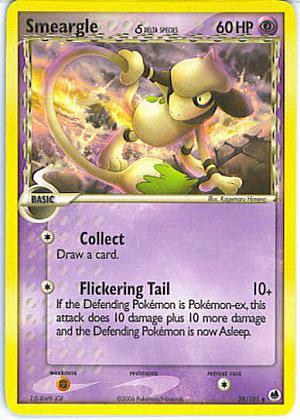 Smeargle δ DELTA SPECIES 60 HP
Illus. Kagemaru Himeno
BASIC
Collect
Draw a card.
Flickering Tail 10+
If the Defending Pokémon is Pokémon-ex, this
attack does 10 damage plus 10 more damage
and the Defending Pokémon is now Asleep.
weakness resistance retreat cost
©2006 Pokémon/Nintendo 39/101